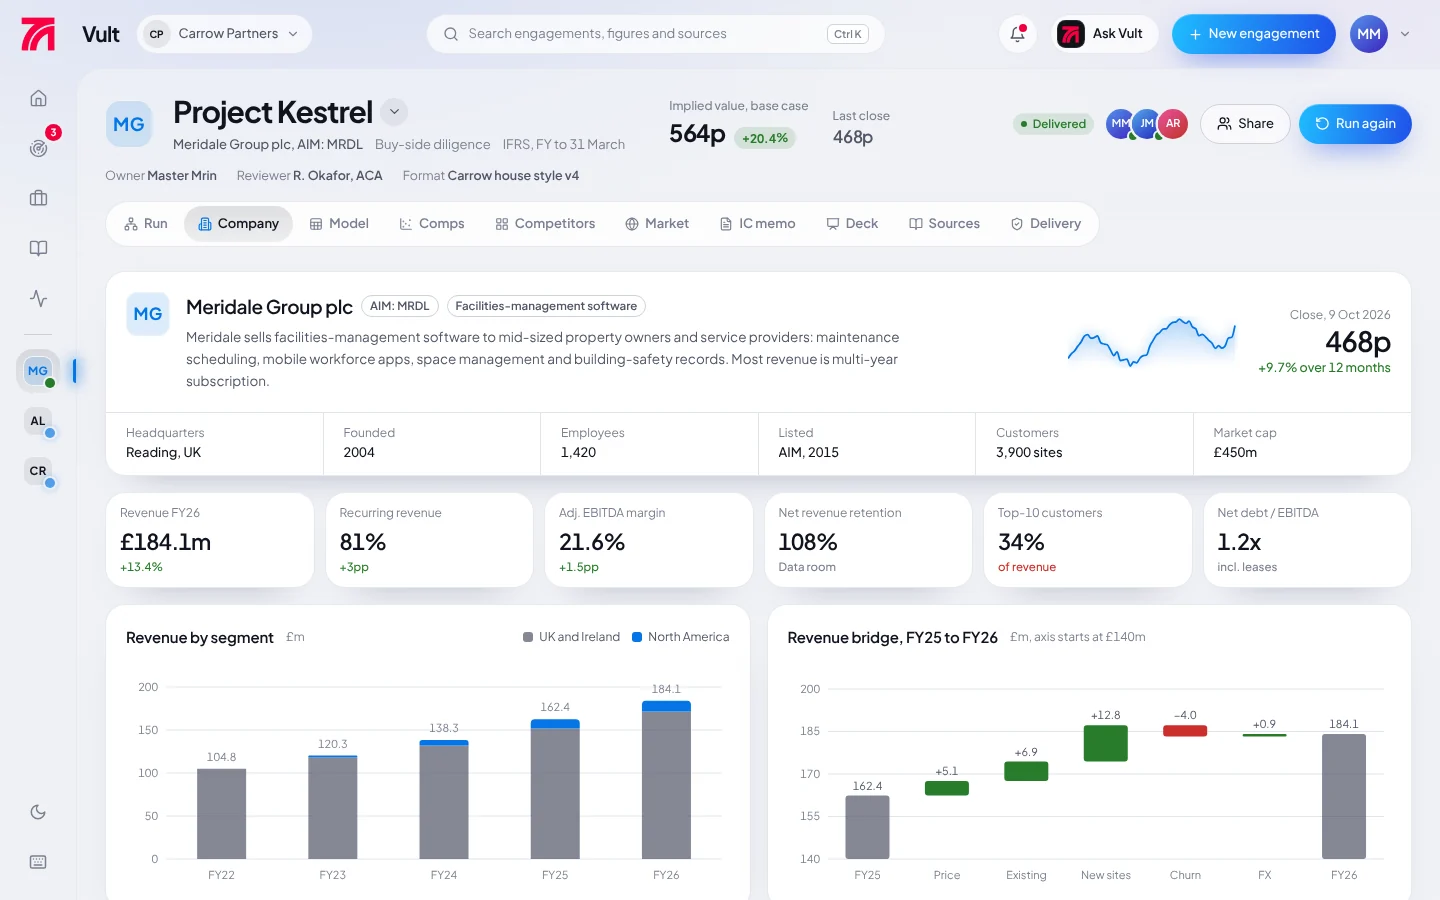 Vult
CP Carrow Partners
Search engagements, figures and sources
Ctrl K
Ask Vult
New engagement
MM
3
MG
AL
CR
MG
Project Kestrel
Meridale Group plc, AIM: MRDL Buy-side diligence IFRS, FY to 31 March
Implied value, base case
564p +20.4%
Last close
468p
Delivered
MM JM AR
Share
Run again
Owner Master Mrin Reviewer R. Okafor, ACA Format Carrow house style v4
Run Company Model Comps Competitors Market IC memo Deck Sources Delivery
MG
Meridale Group plc AIM: MRDL Facilities-management software
Meridale sells facilities-management software to mid-sized property owners and service providers: maintenance
scheduling, mobile workforce apps, space management and building-safety records. Most revenue is multi-year
subscription.
Close, 9 Oct 2026
468p
+9.7% over 12 months
Headquarters
Reading, UK
Founded
2004
Employees
1,420
Listed
AIM, 2015
Customers
3,900 sites
Market cap
£450m
Revenue FY26
£184.1m
+13.4%
Recurring revenue
81%
+3pp
Adj. EBITDA margin
21.6%
+1.5pp
Net revenue retention
108%
Data room
Top-10 customers
34%
of revenue
Net debt / EBITDA
1.2x
incl. leases
Revenue by segment £m
UK and Ireland North America
200
150
100
50
0
104.8
120.3
138.3
162.4
184.1
FY22 FY23 FY24 FY25 FY26
Revenue bridge, FY25 to FY26 £m, axis starts at £140m
200
185
170
155
140
162.4
+5.1
+6.9
+12.8
−4.0
+0.9
184.1
FY25 Price Existing New sites Churn FX FY26